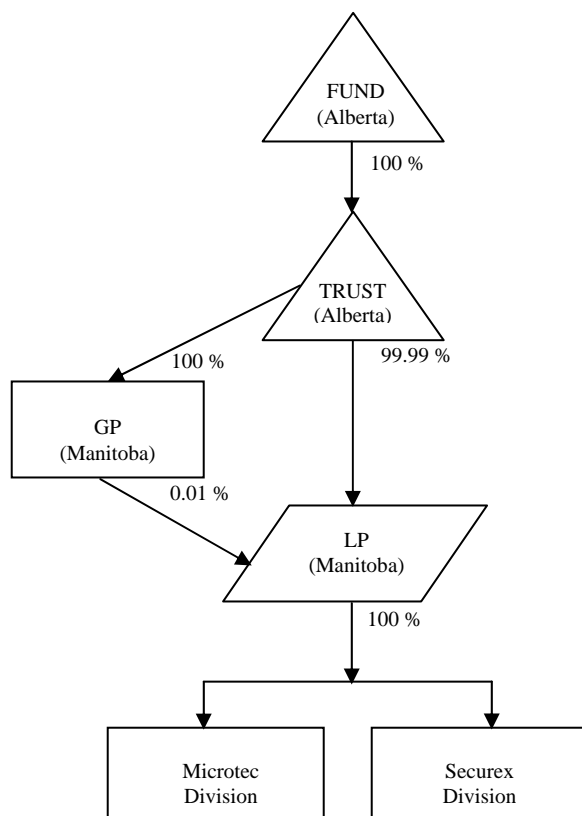 FUND
(Alberta)
100 %
TRUST
(Alberta)
100 %
99.99 %
GP
(Manitoba)
0.01 %
LP
(Manitoba)
100 %
Microtec
Division
Securex
Division